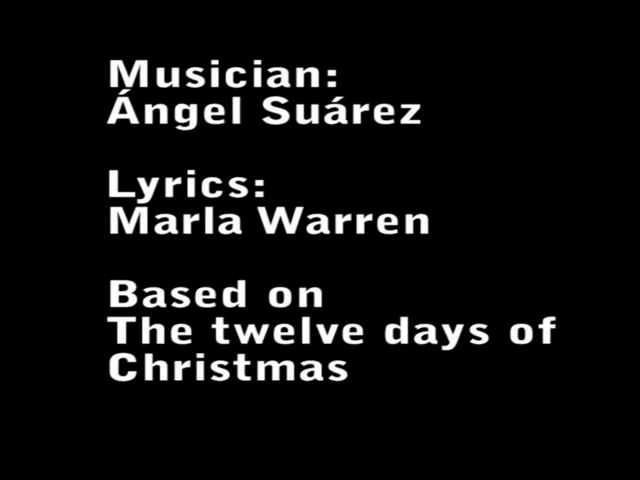 Musician:
Ángel Suárez
Lyrics:
Marla Warren
Based on
The twelve days of
Christmas